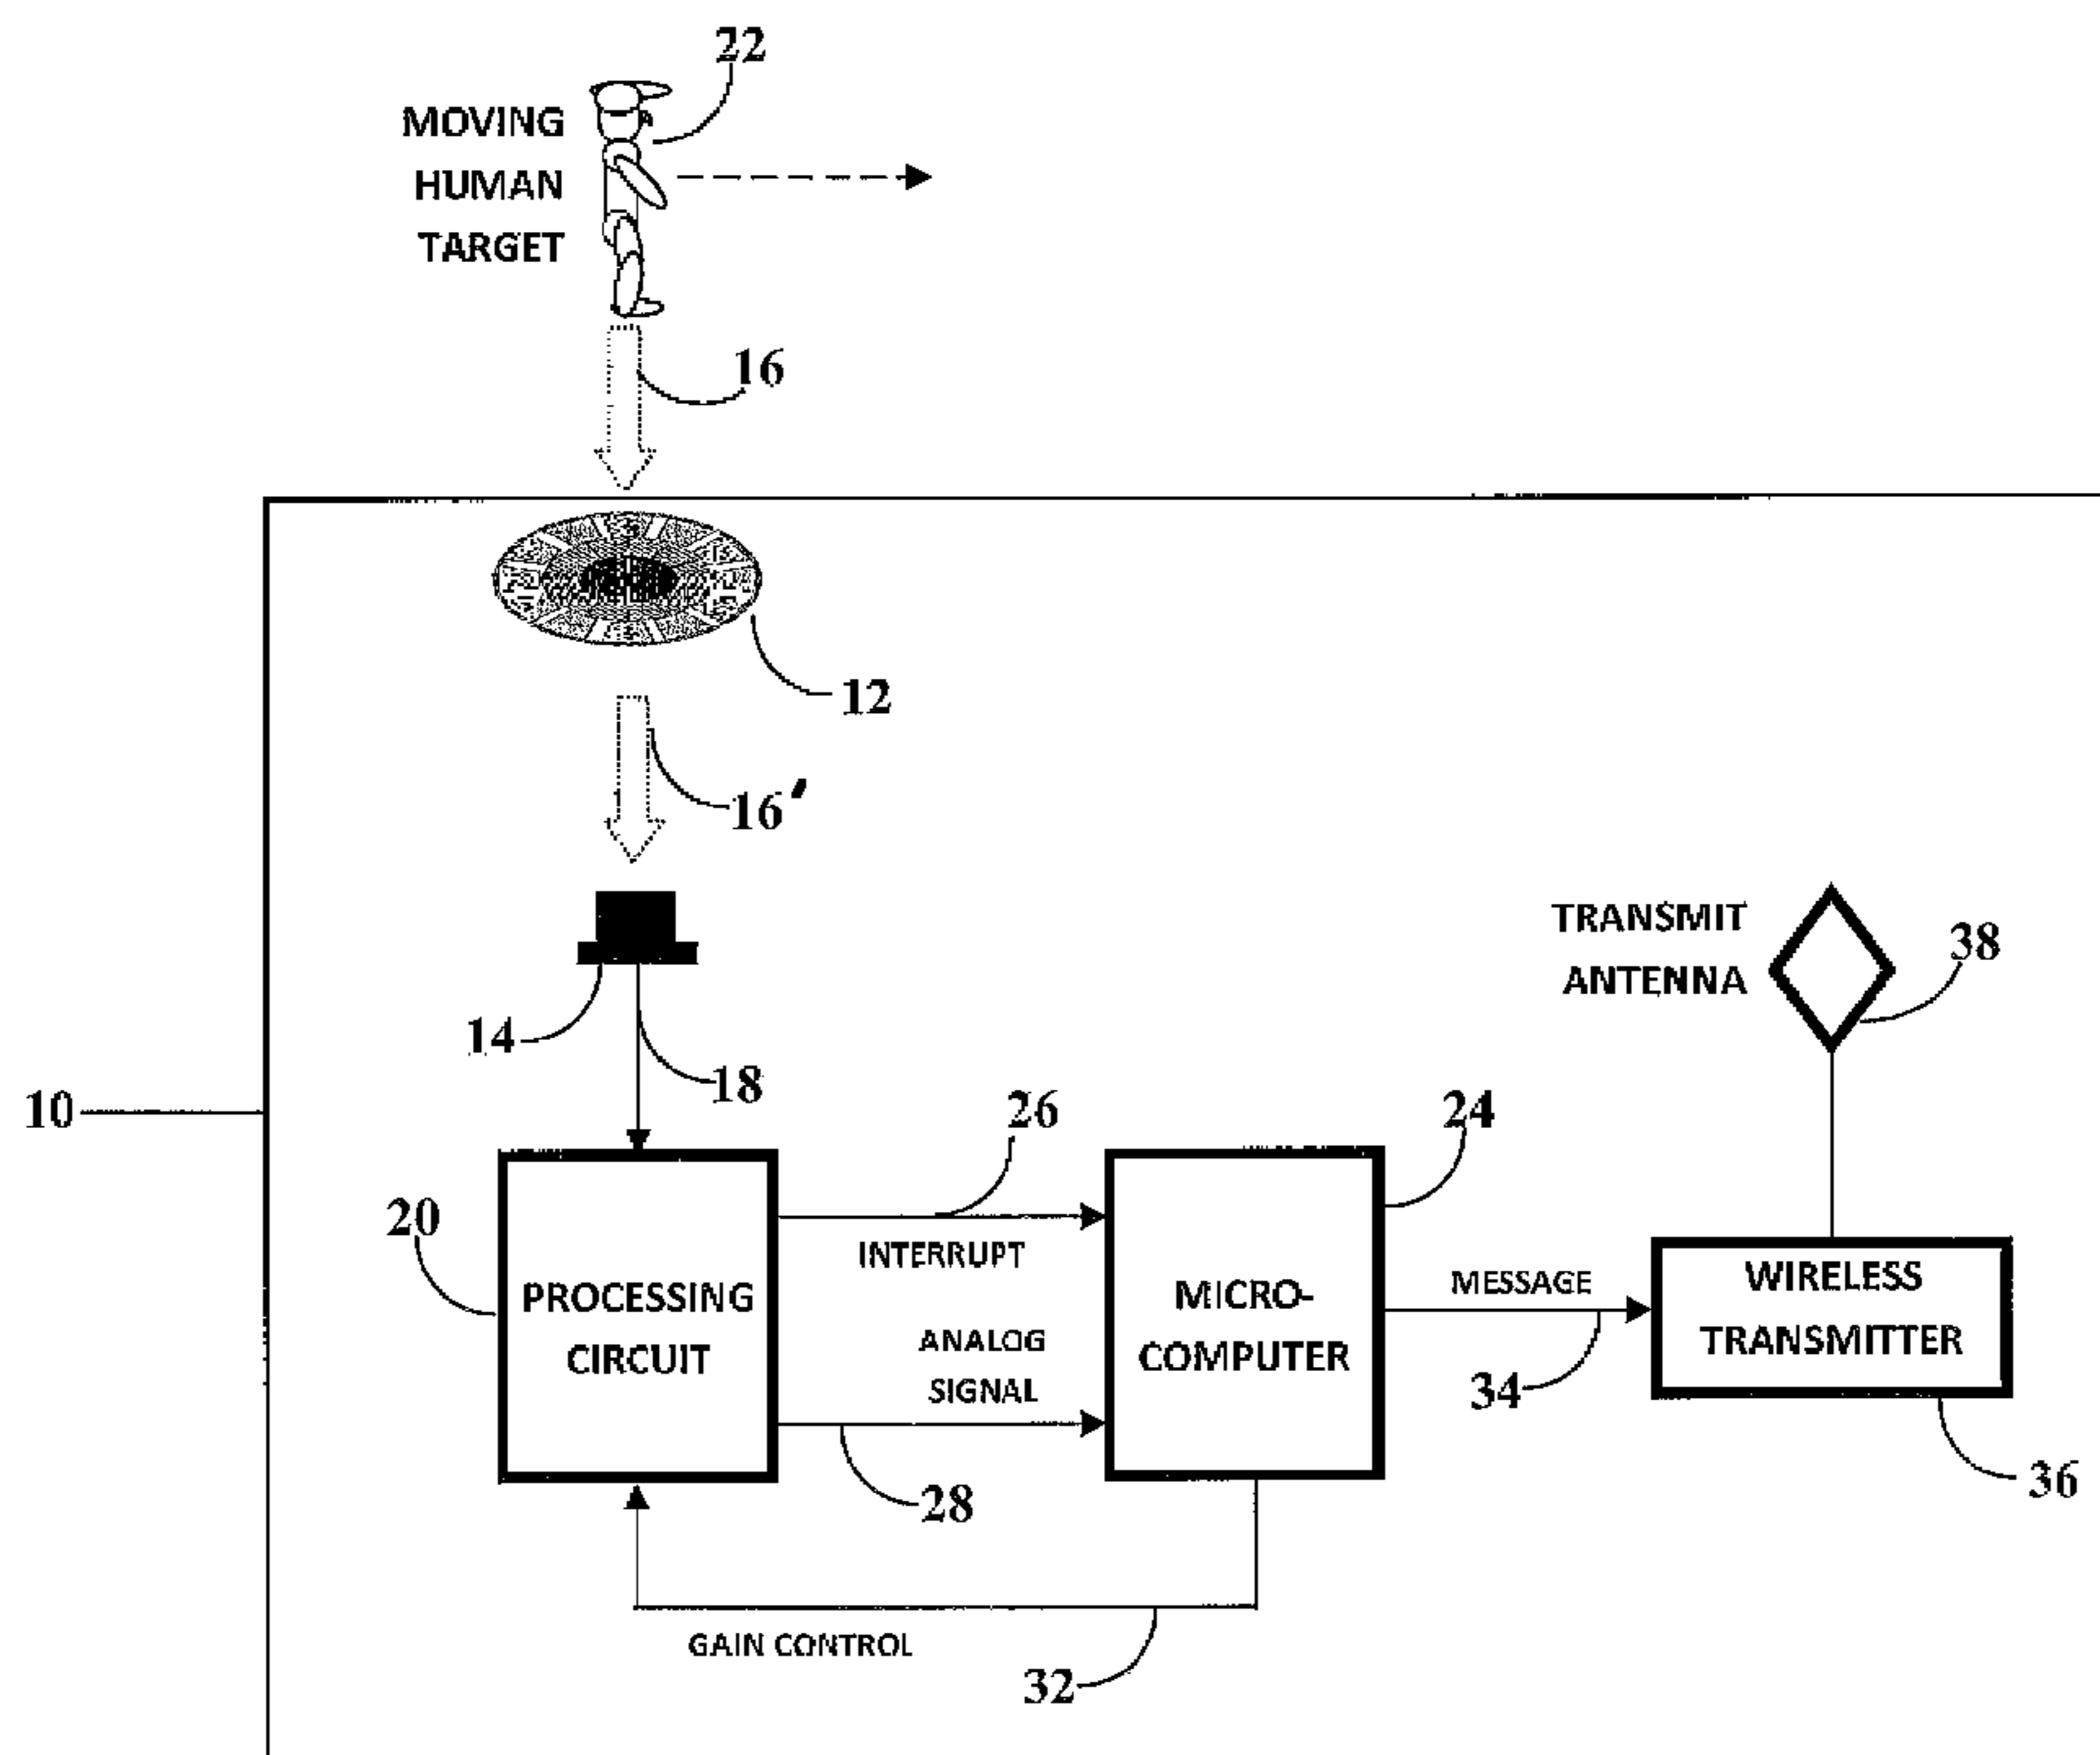 22
MOVING
HUMAN
TARGET
16
12
16'
TRANSMIT
ANTENNA
38
14
18
10
26
24
20
INTERRUPT
PROCESSING
CIRCUIT
ANALOG
SIGNAL
MICRO-
COMPUTER
MESSAGE
WIRELESS
TRANSMITTER
34
36
28
GAIN CONTROL
32